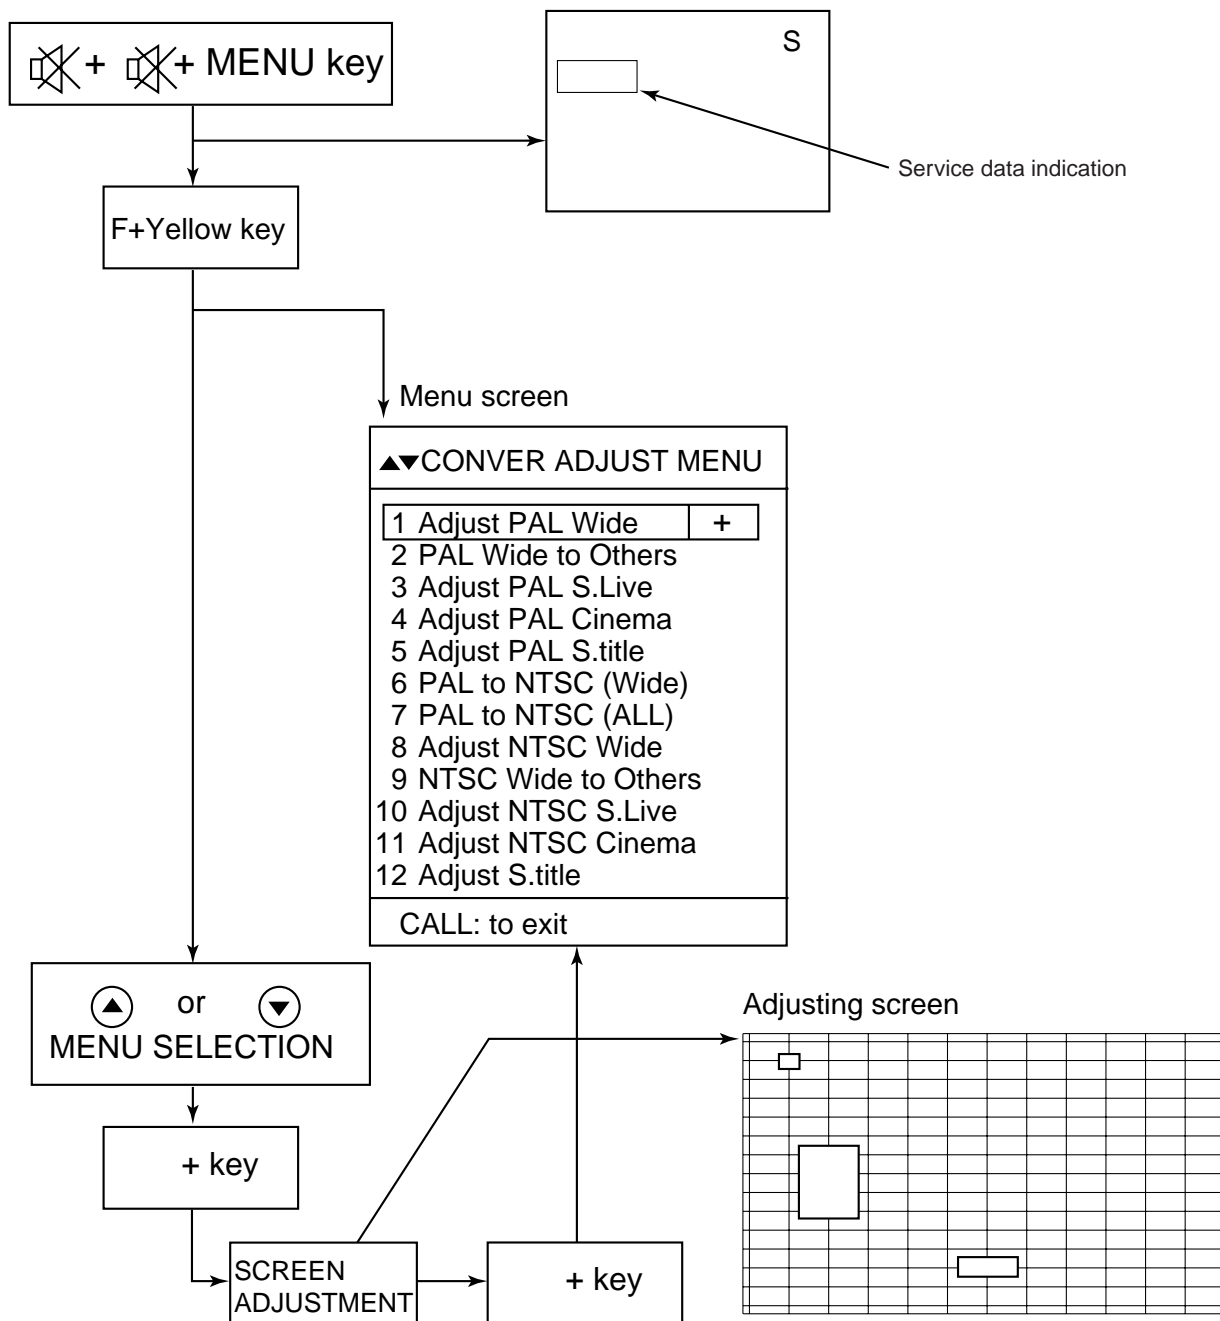 + + MENU key
S
Service data indication
F+Yellow key
Menu screen
▲▼CONVER ADJUST MENU
1 Adjust PAL Wide +
2 PAL Wide to Others
3 Adjust PAL S.Live
4 Adjust PAL Cinema
5 Adjust PAL S.title
6 PAL to NTSC (Wide)
7 PAL to NTSC (ALL)
8 Adjust NTSC Wide
9 NTSC Wide to Others
10 Adjust NTSC S.Live
11 Adjust NTSC Cinema
12 Adjust S.title
CALL: to exit
▲ or ▼
MENU SELECTION
Adjusting screen
+ key
SCREEN
ADJUSTMENT
+ key